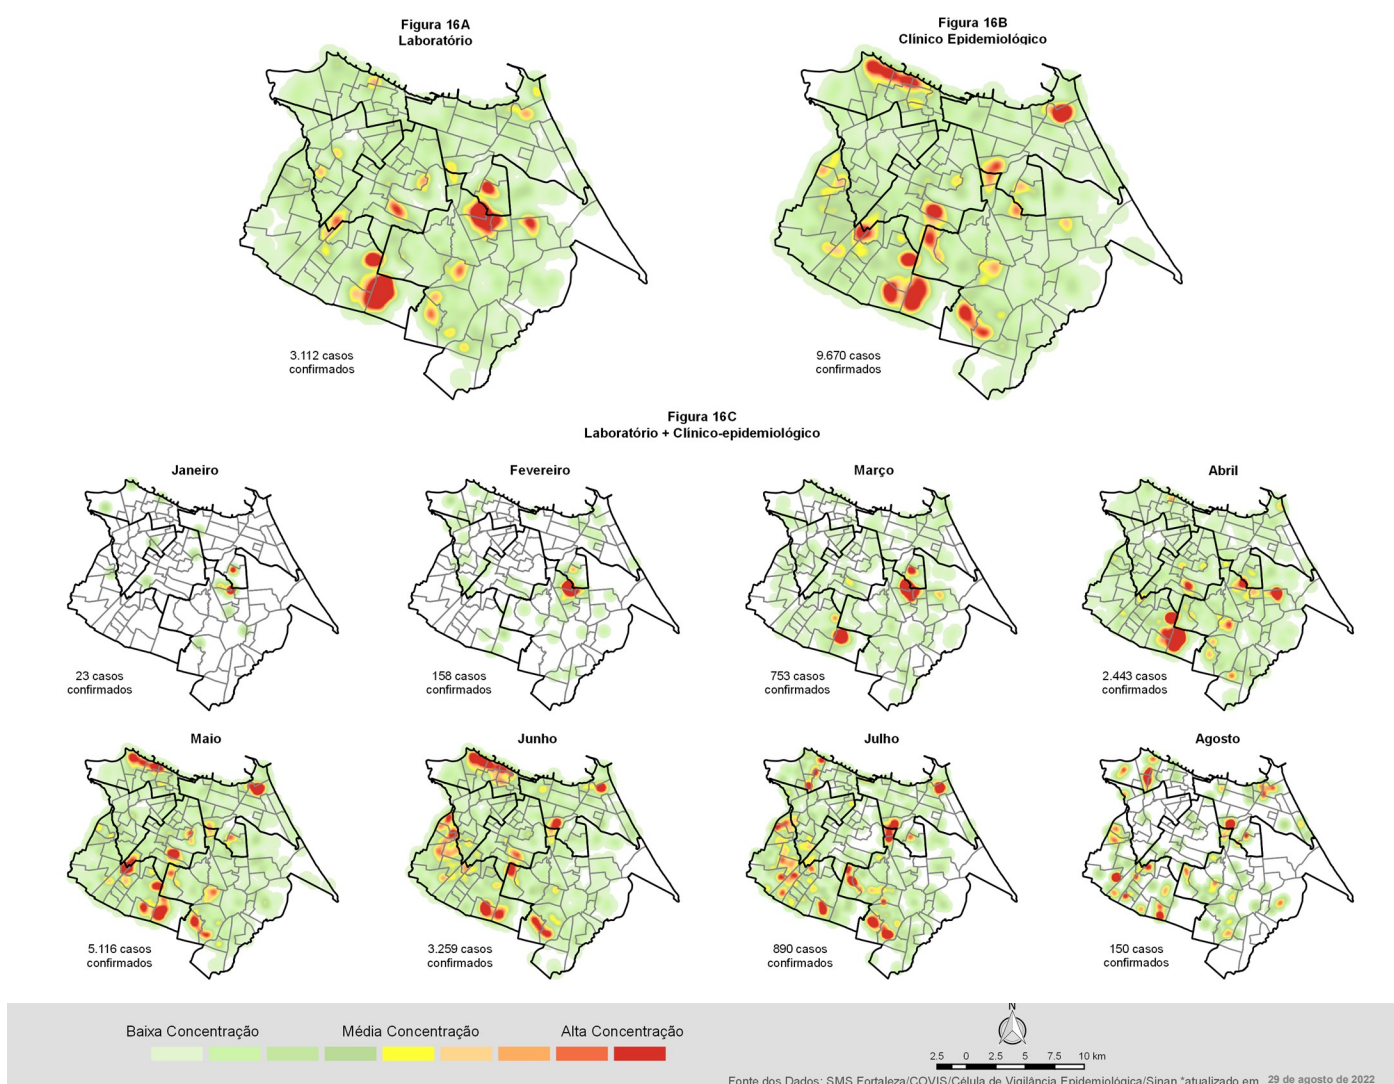 Figura 16A
Laboratório
Figura 16B
Clínico Epidemiológico
3.112 casos
confirmados
9.670 casos
confirmados
Figura 16C
Laboratório + Clínico-epidemiológico
Janeiro
Fevereiro
Março
Abril
23 casos
confirmados
158 casos
confirmados
753 casos
confirmados
2.443 casos
confirmados
Maio
Junho
Julho
Agosto
5.116 casos
confirmados
3.259 casos
confirmados
890 casos
confirmados
150 casos
confirmados
Baixa Concentração
Média Concentração
Alta Concentração
N
2.5 0 2.5 5 7.5 10 km
Fonte dos Dados: SMS Fortaleza/COVIS/Célula de Vigilância Epidemiológica/Sinan *atualizado em 29 de agosto de 2022